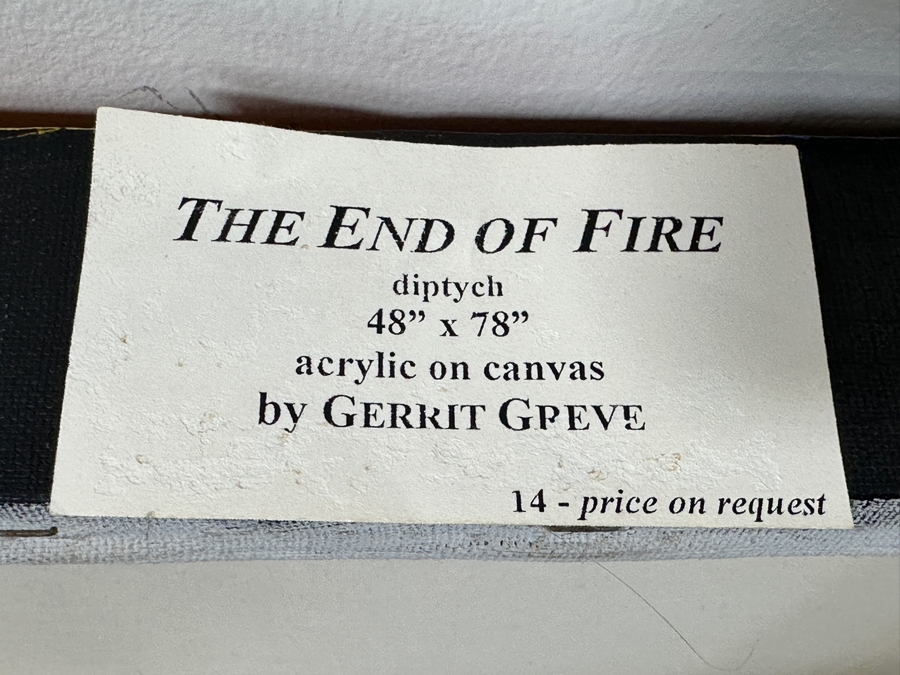 THE END OF FIRE
diptych
48” x 78”
acrylic on canvas
by GERRIT GREVE
14 - price on request